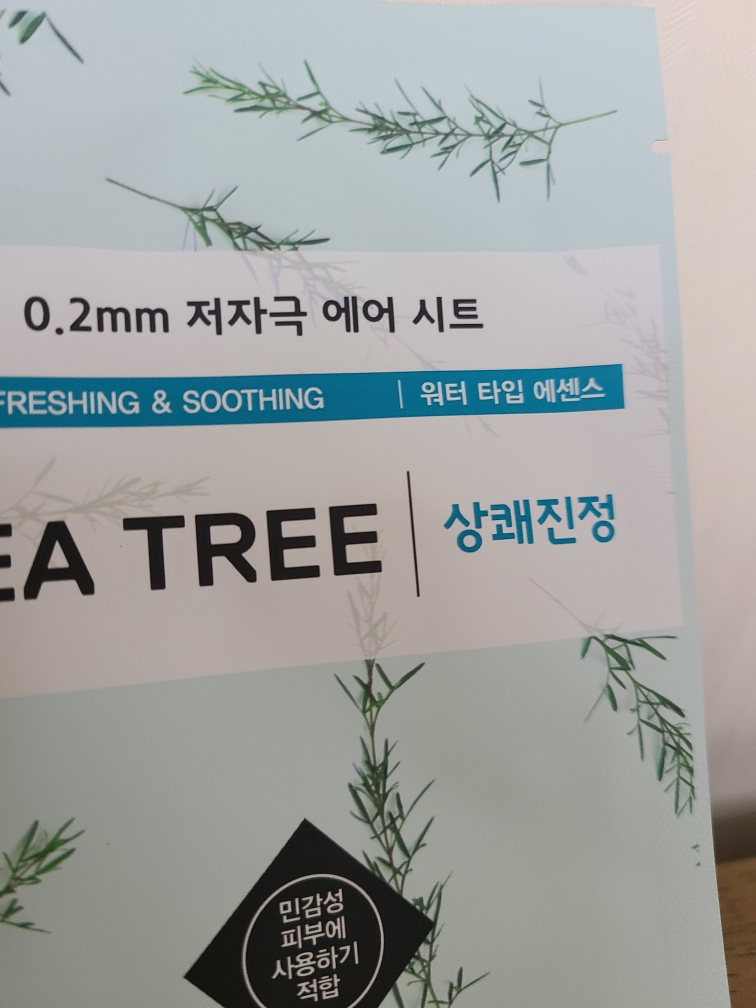 0.2mm 저자극 에어 시트
FRESHING & SOOTHING | 워터 타입 에센스
EA TREE | 상쾌진정
민감성
피부에
사용하기
적합